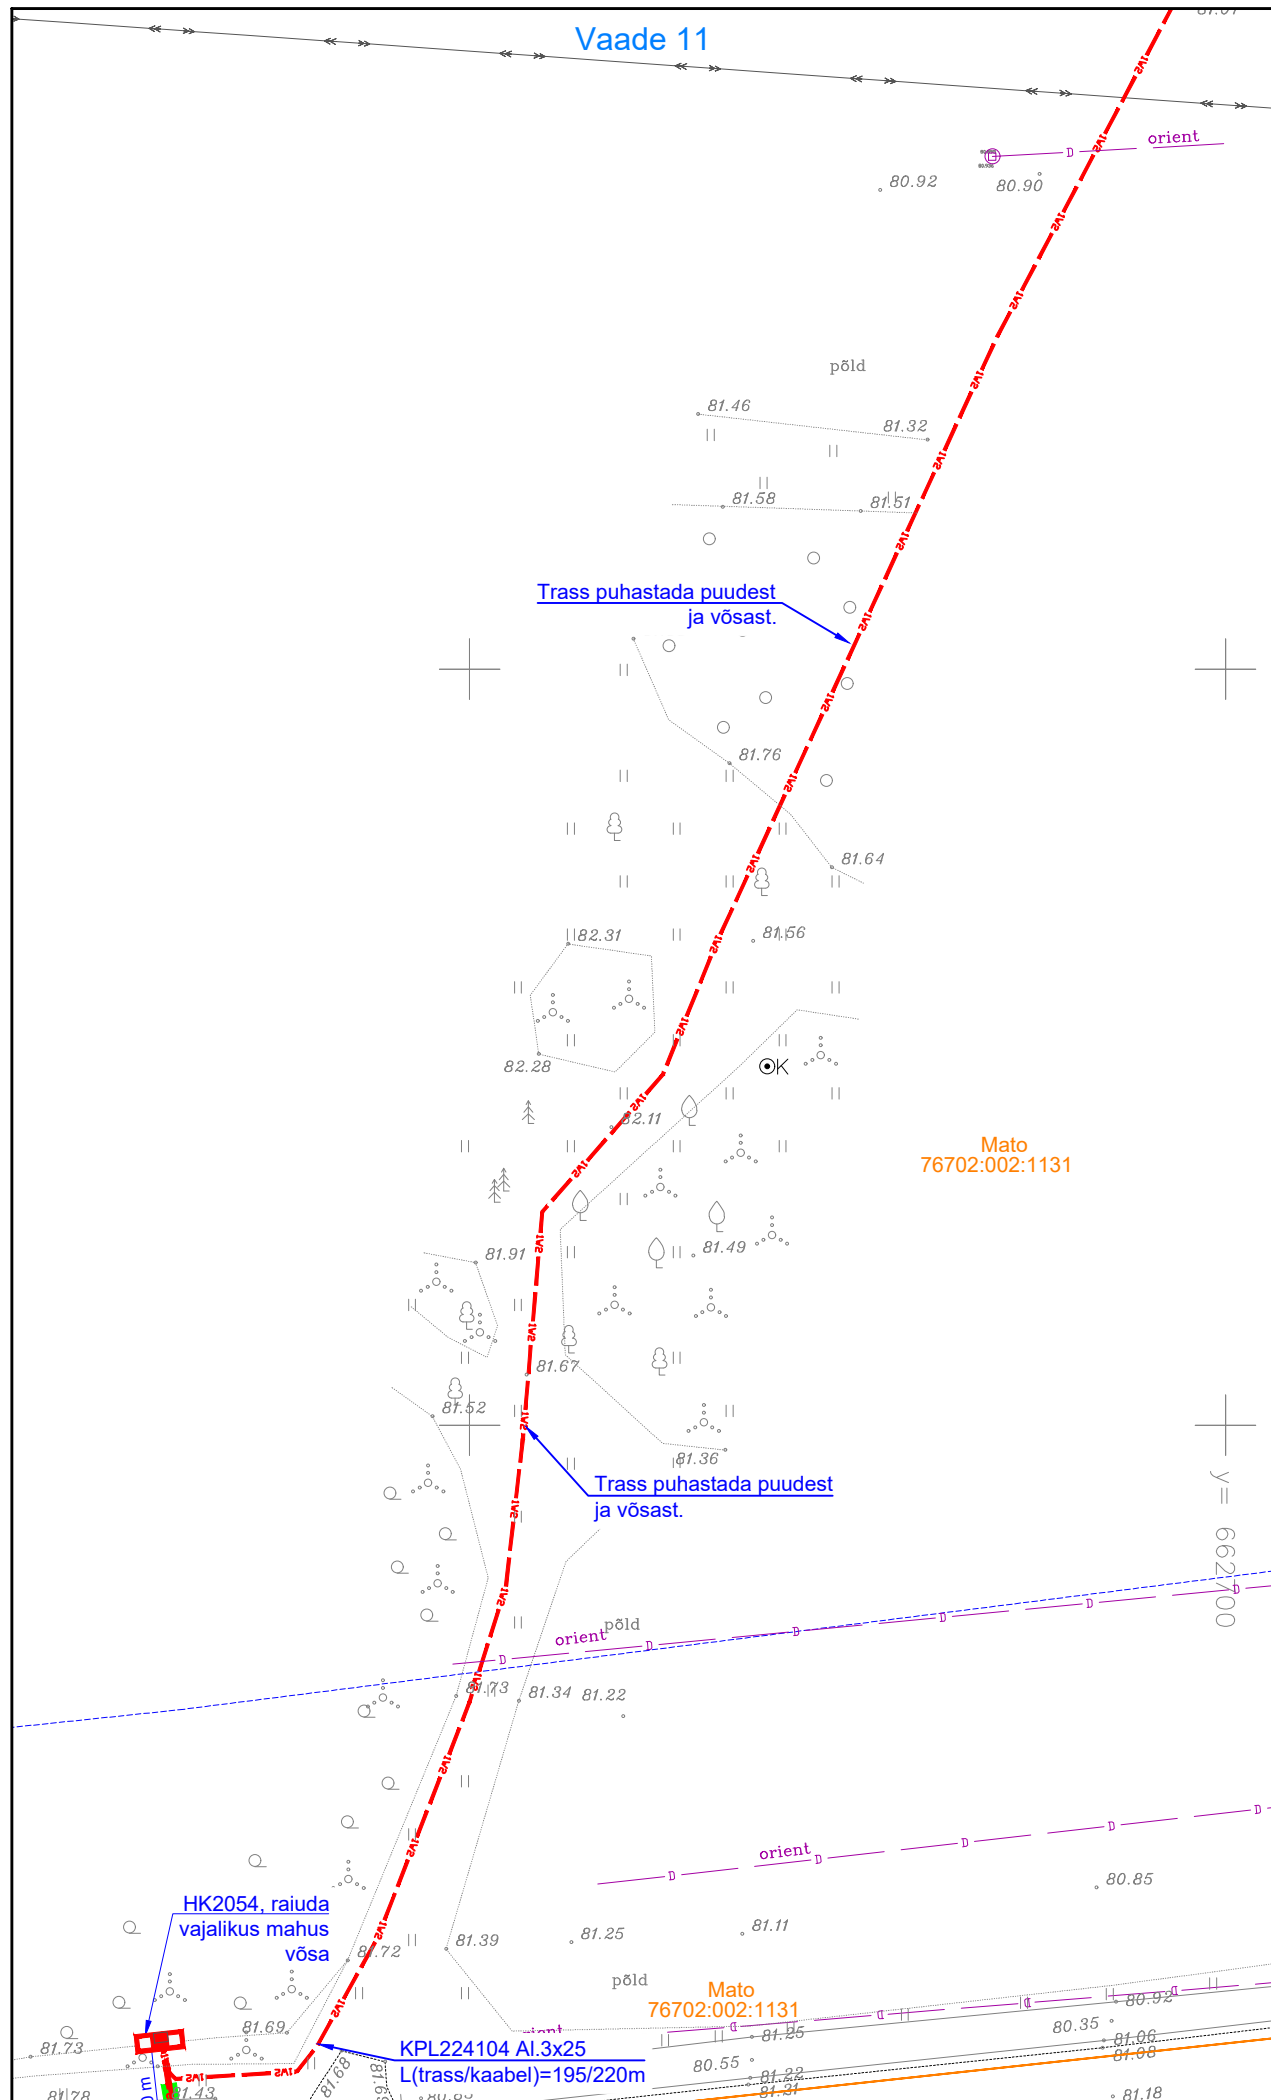 Vaade 11
orient
80.92
80.90
põld
81.46
81.32
81.58
81.51
Trass puhastada puudest
ja võsast.
81.76
81.64
82.31
81.56
82.28
K
82.11
Mato
76702:002:1131
81.91
81.49
81.67
81.52
81.36
Trass puhastada puudest
ja võsast.
y= 662700
põld
orient
D
D
D
D
D
D
81.73
81.34
81.22
D
D
D
D
D
orient
80.85
HK2054, raiuda
vajalikus mahus
võsa
81.25
81.11
81.72
81.39
põld
Mato
76702:002:1131
80.92
80.35
81.69
81.25
81.06
81.73
KPL224104 Al.3x25
80.55
81.08
L(trass/kaabel)=195/220m
81.22
81.68
81.43
81.78
81.31
81.18